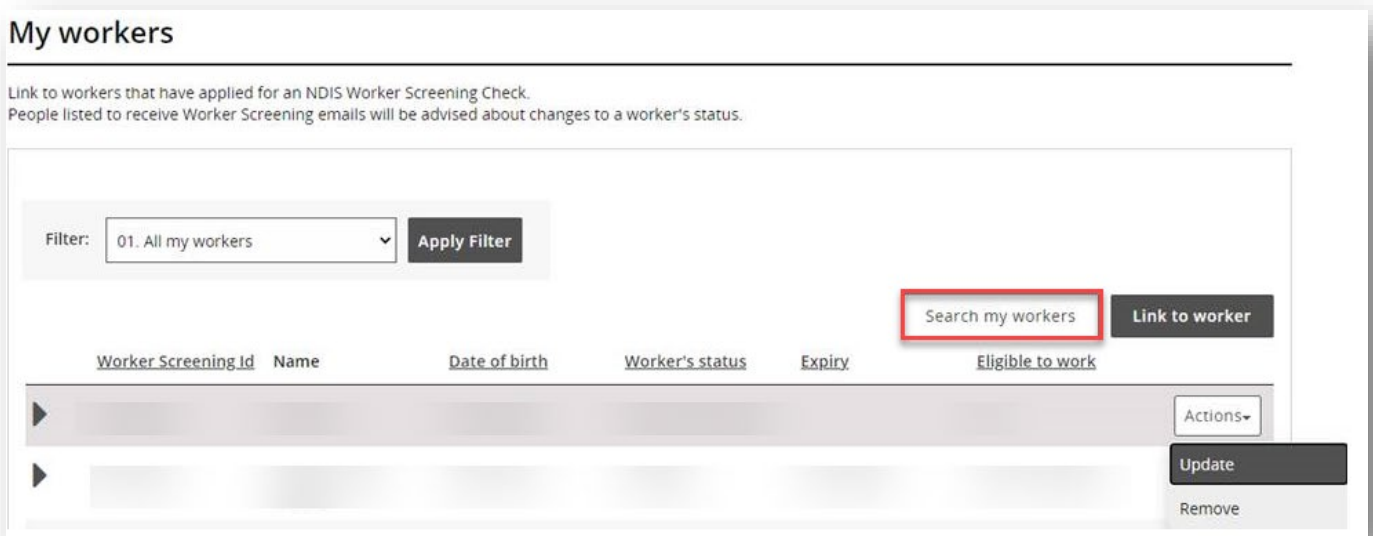 My workers
Link to workers that have applied for an NDIS Worker Screening Check.
People listed to receive Worker Screening emails will be advised about changes to a worker's status.
Filter: 01. All my workers Apply Filter
Search my workers Link to worker
Worker Screening Id Name Date of birth Worker's status Expiry Eligible to work
Actions
Update
Remove